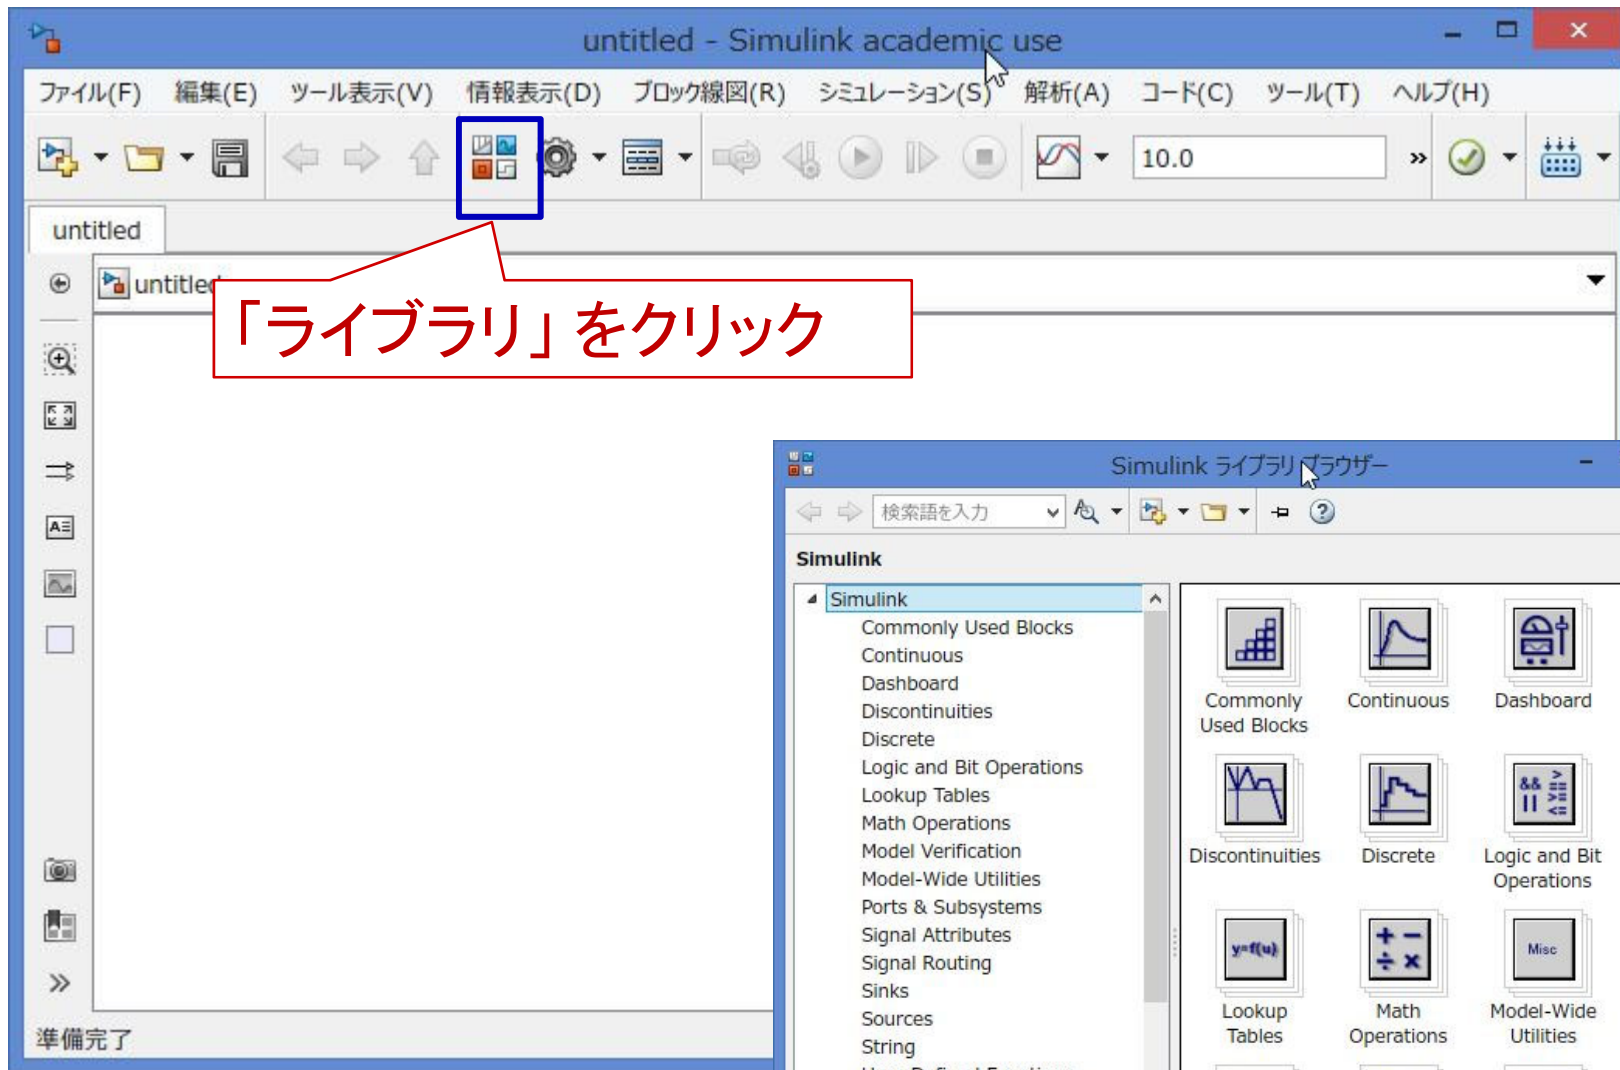 untitled - Simulink academic use
ファイル(F) 編集(E) ツール表示(V) 情報表示(D) ブロック線図(R) シミュレーション(S) 解析(A) コード(C) ツール(T) ヘルプ(H)
10.0
»
untitled
untitled
「ライブラリ」をクリック
準備完了
Simulink ライブラリ ブラウザー
検索語を入力
Simulink
Simulink
Commonly Used Blocks
Continuous
Dashboard
Discontinuities
Discrete
Logic and Bit Operations
Lookup Tables
Math Operations
Model Verification
Model-Wide Utilities
Ports & Subsystems
Signal Attributes
Signal Routing
Sinks
Sources
String
Commonly
Used Blocks
Continuous
Dashboard
&& >
|| ==
>=
<=
Discontinuities
Discrete
Logic and Bit
Operations
y=f(u)
+ −
÷ ×
Misc
Lookup
Tables
Math
Operations
Model-Wide
Utilities